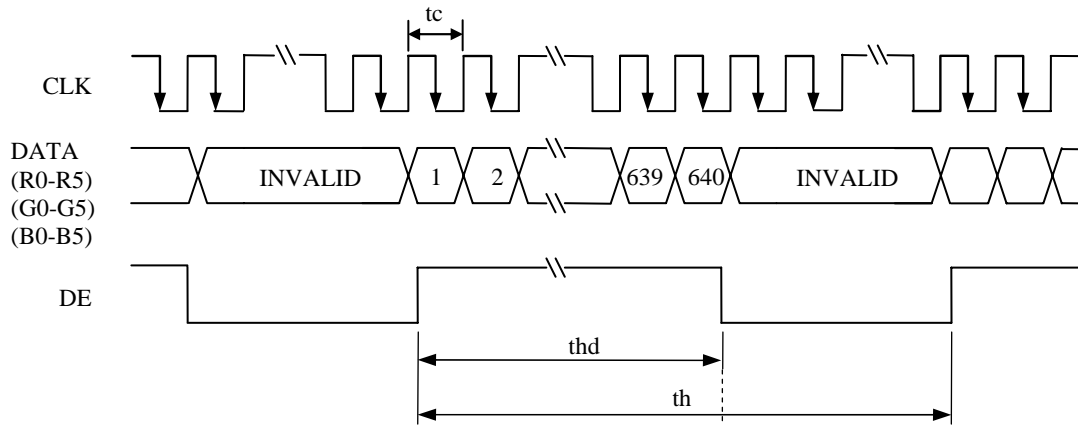 tc
CLK
DATA
(R0-R5)
(G0-G5)
(B0-B5)
INVALID 1 2 639 640 INVALID
DE
thd
th